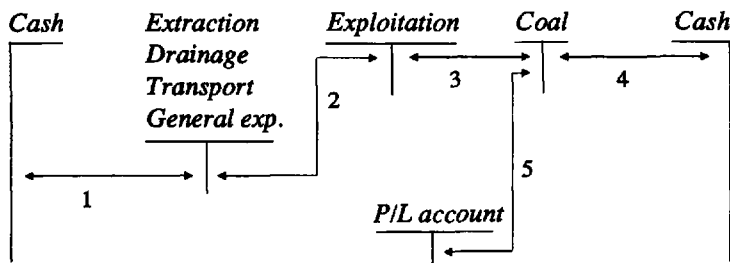 Cash Extraction Exploitation Coal Cash
Drainage
Transport
General exp.
2 3 4
1 5
P/L account